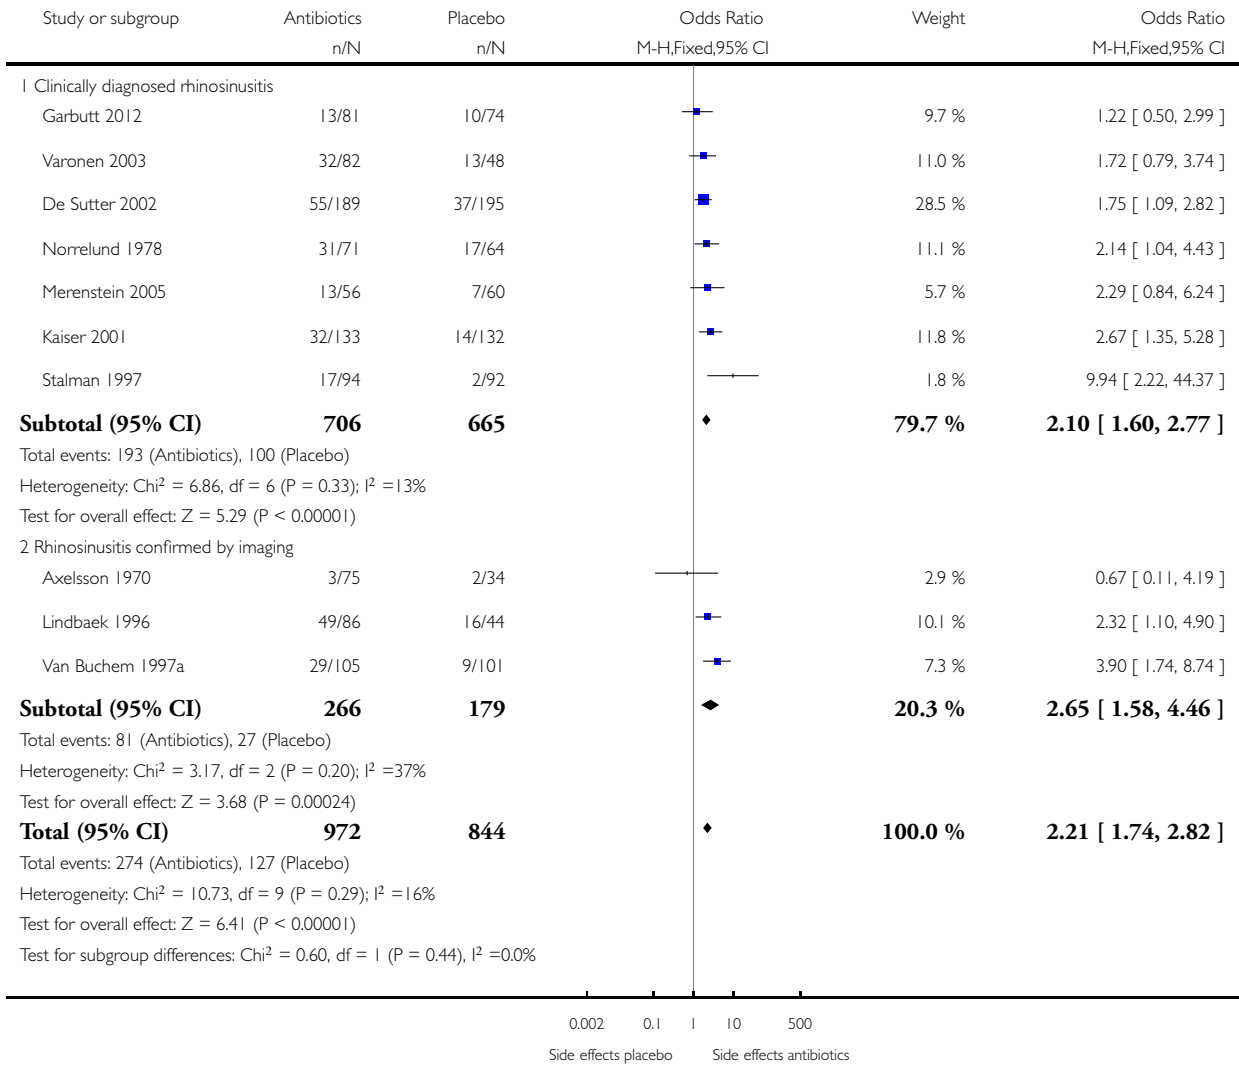 Study or subgroup Antibiotics Placebo Odds Ratio Weight Odds Ratio
n/N n/N M-H,Fixed,95% CI M-H,Fixed,95% CI
1 Clinically diagnosed rhinosinusitis
Garbutt 2012 13/81 10/74 9.7 % 1.22 [ 0.50, 2.99 ]
Varonen 2003 32/82 13/48 11.0 % 1.72 [ 0.79, 3.74 ]
De Sutter 2002 55/189 37/195 28.5 % 1.75 [ 1.09, 2.82 ]
Norrelund 1978 31/71 17/64 11.1 % 2.14 [ 1.04, 4.43 ]
Merenstein 2005 13/56 7/60 5.7 % 2.29 [ 0.84, 6.24 ]
Kaiser 2001 32/133 14/132 11.8 % 2.67 [ 1.35, 5.28 ]
Stalman 1997 17/94 2/92 1.8 % 9.94 [ 2.22, 44.37 ]
Subtotal (95% CI) 706 665 79.7 % 2.10 [ 1.60, 2.77 ]
Total events: 193 (Antibiotics), 100 (Placebo)
Heterogeneity: Chi² = 6.86, df = 6 (P = 0.33); I² =13%
Test for overall effect: Z = 5.29 (P < 0.00001)
2 Rhinosinusitis confirmed by imaging
Axelsson 1970 3/75 2/34 2.9 % 0.67 [ 0.11, 4.19 ]
Lindbaek 1996 49/86 16/44 10.1 % 2.32 [ 1.10, 4.90 ]
Van Buchem 1997a 29/105 9/101 7.3 % 3.90 [ 1.74, 8.74 ]
Subtotal (95% CI) 266 179 20.3 % 2.65 [ 1.58, 4.46 ]
Total events: 81 (Antibiotics), 27 (Placebo)
Heterogeneity: Chi² = 3.17, df = 2 (P = 0.20); I² =37%
Test for overall effect: Z = 3.68 (P = 0.00024)
Total (95% CI) 972 844 100.0 % 2.21 [ 1.74, 2.82 ]
Total events: 274 (Antibiotics), 127 (Placebo)
Heterogeneity: Chi² = 10.73, df = 9 (P = 0.29); I² =16%
Test for overall effect: Z = 6.41 (P < 0.00001)
Test for subgroup differences: Chi² = 0.60, df = 1 (P = 0.44), I² =0.0%
0.002 0.1 1 10 500
Side effects placebo Side effects antibiotics